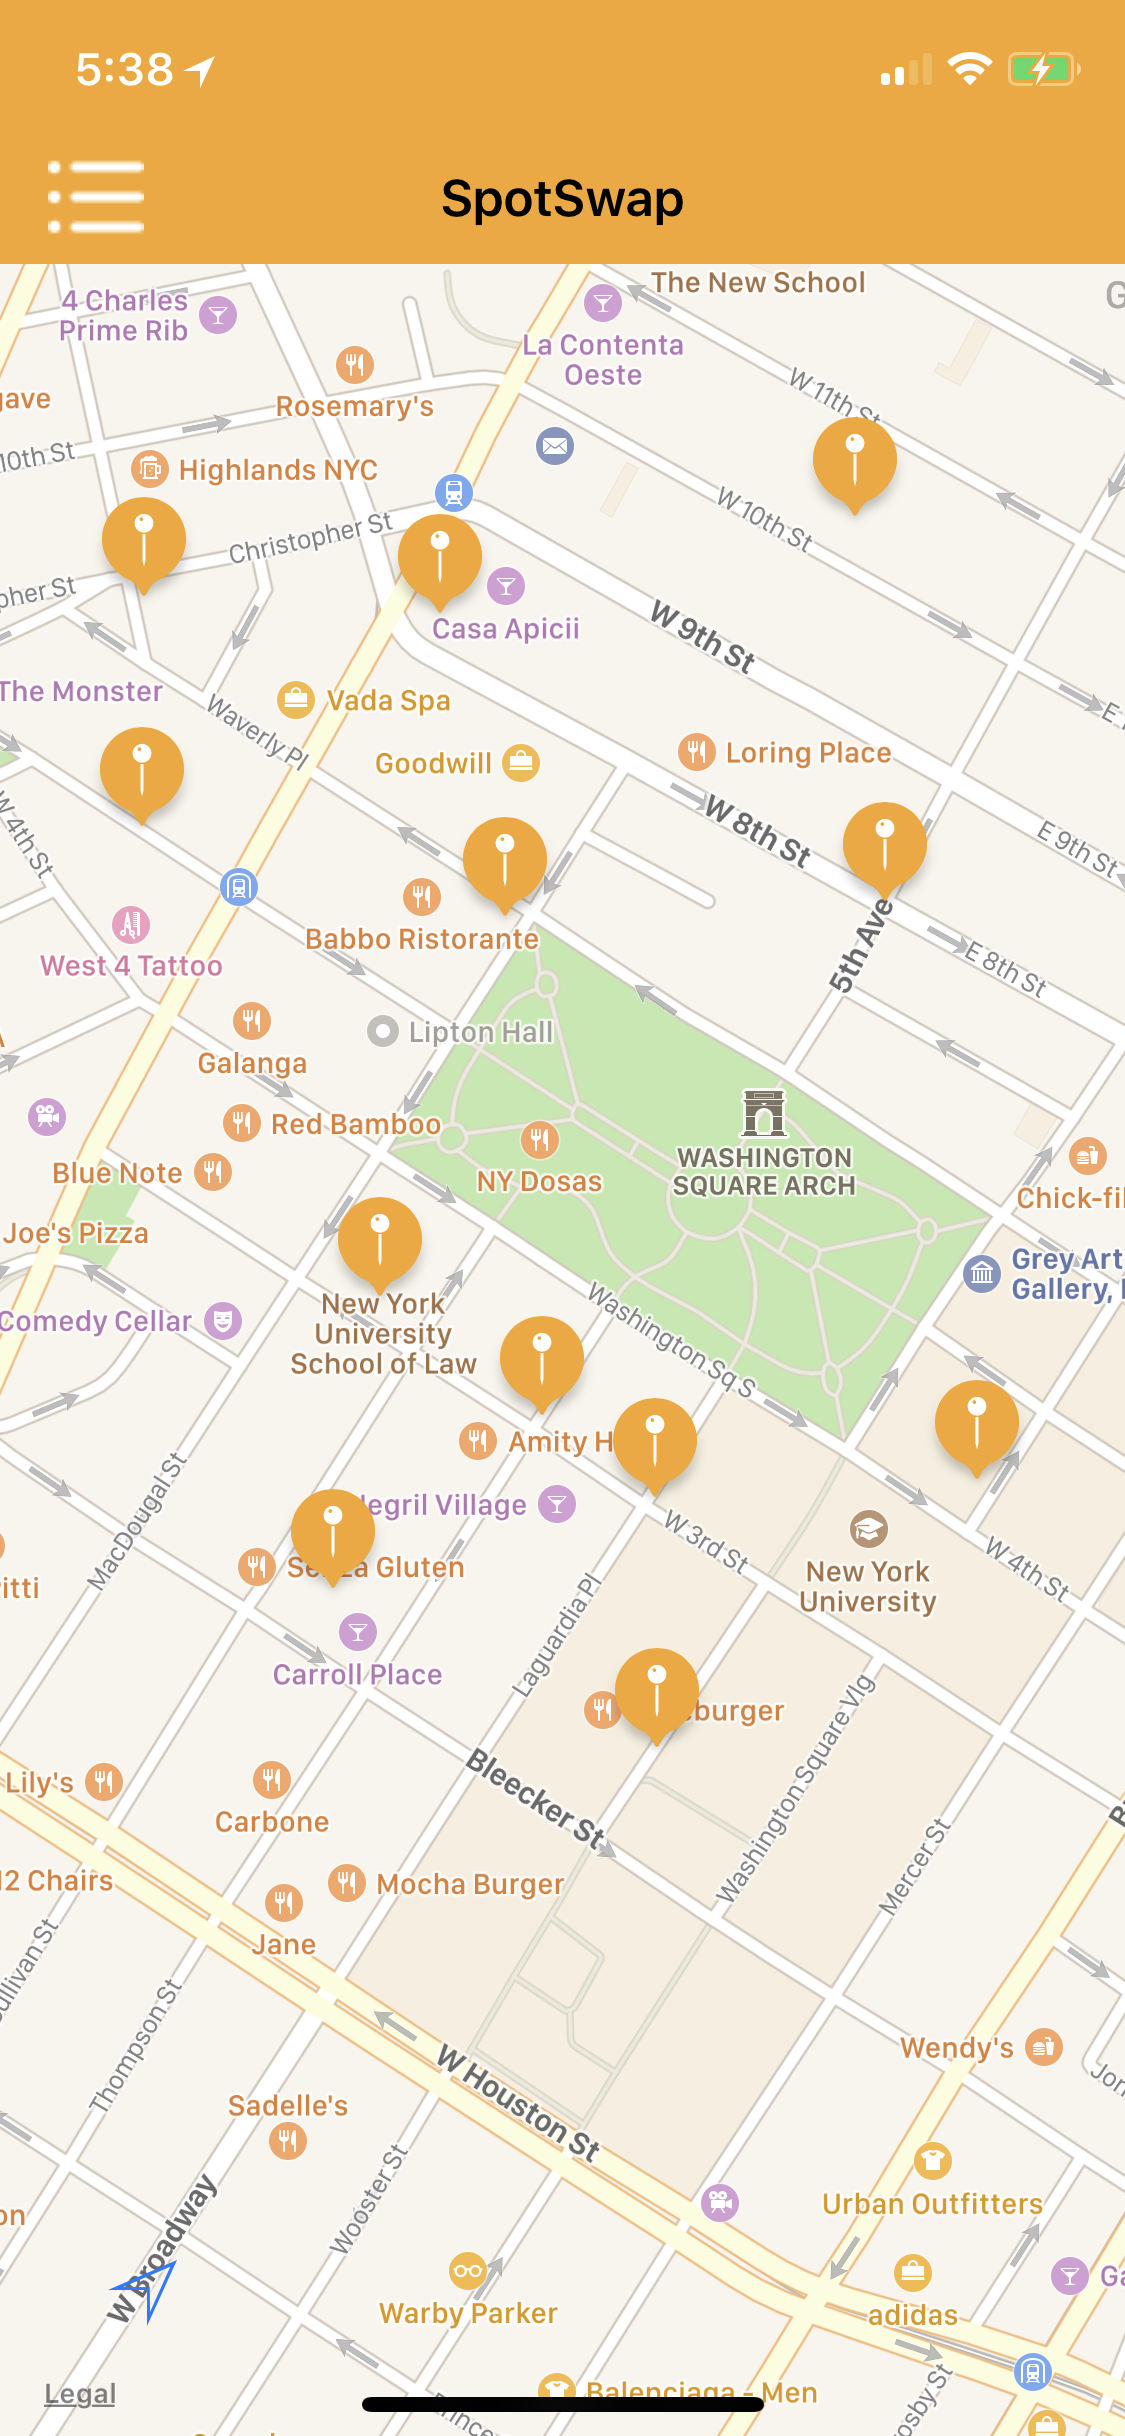 5:38
SpotSwap
The New School
4 Charles
Prime Rib
La Contenta
Oeste
W 11th St
Rosemary's
10th St
Highlands NYC
W 10th St
Christopher St
Casa Apicii
W 9th St
The Monster
Vada Spa
Waverly Pl
Goodwill
Loring Place
W 8th St
E 9th St
W 4th St
Babbo Ristorante
5th Ave
E 8th St
West 4 Tattoo
Lipton Hall
Galanga
Red Bamboo
WASHINGTON
SQUARE ARCH
Blue Note
NY Dosas
Chick-fil
Joe's Pizza
Grey Art
Gallery,
Comedy Cellar
New York
University
School of Law
Washington Sq S
Amity H
Negril Village
MacDougal St
W 3rd St
W 4th St
Gluten
New York
University
Laguardia Pl
Carroll Place
burger
Washington Square Vlg
Bleecker St
Lily's
Carbone
Mercer St
12 Chairs
Mocha Burger
Jane
Thompson St
Wendy's
W Houston St
Sadelle's
Wooster St
Urban Outfitters
W Broadway
Warby Parker
adidas
Legal
Balenciaga - Men